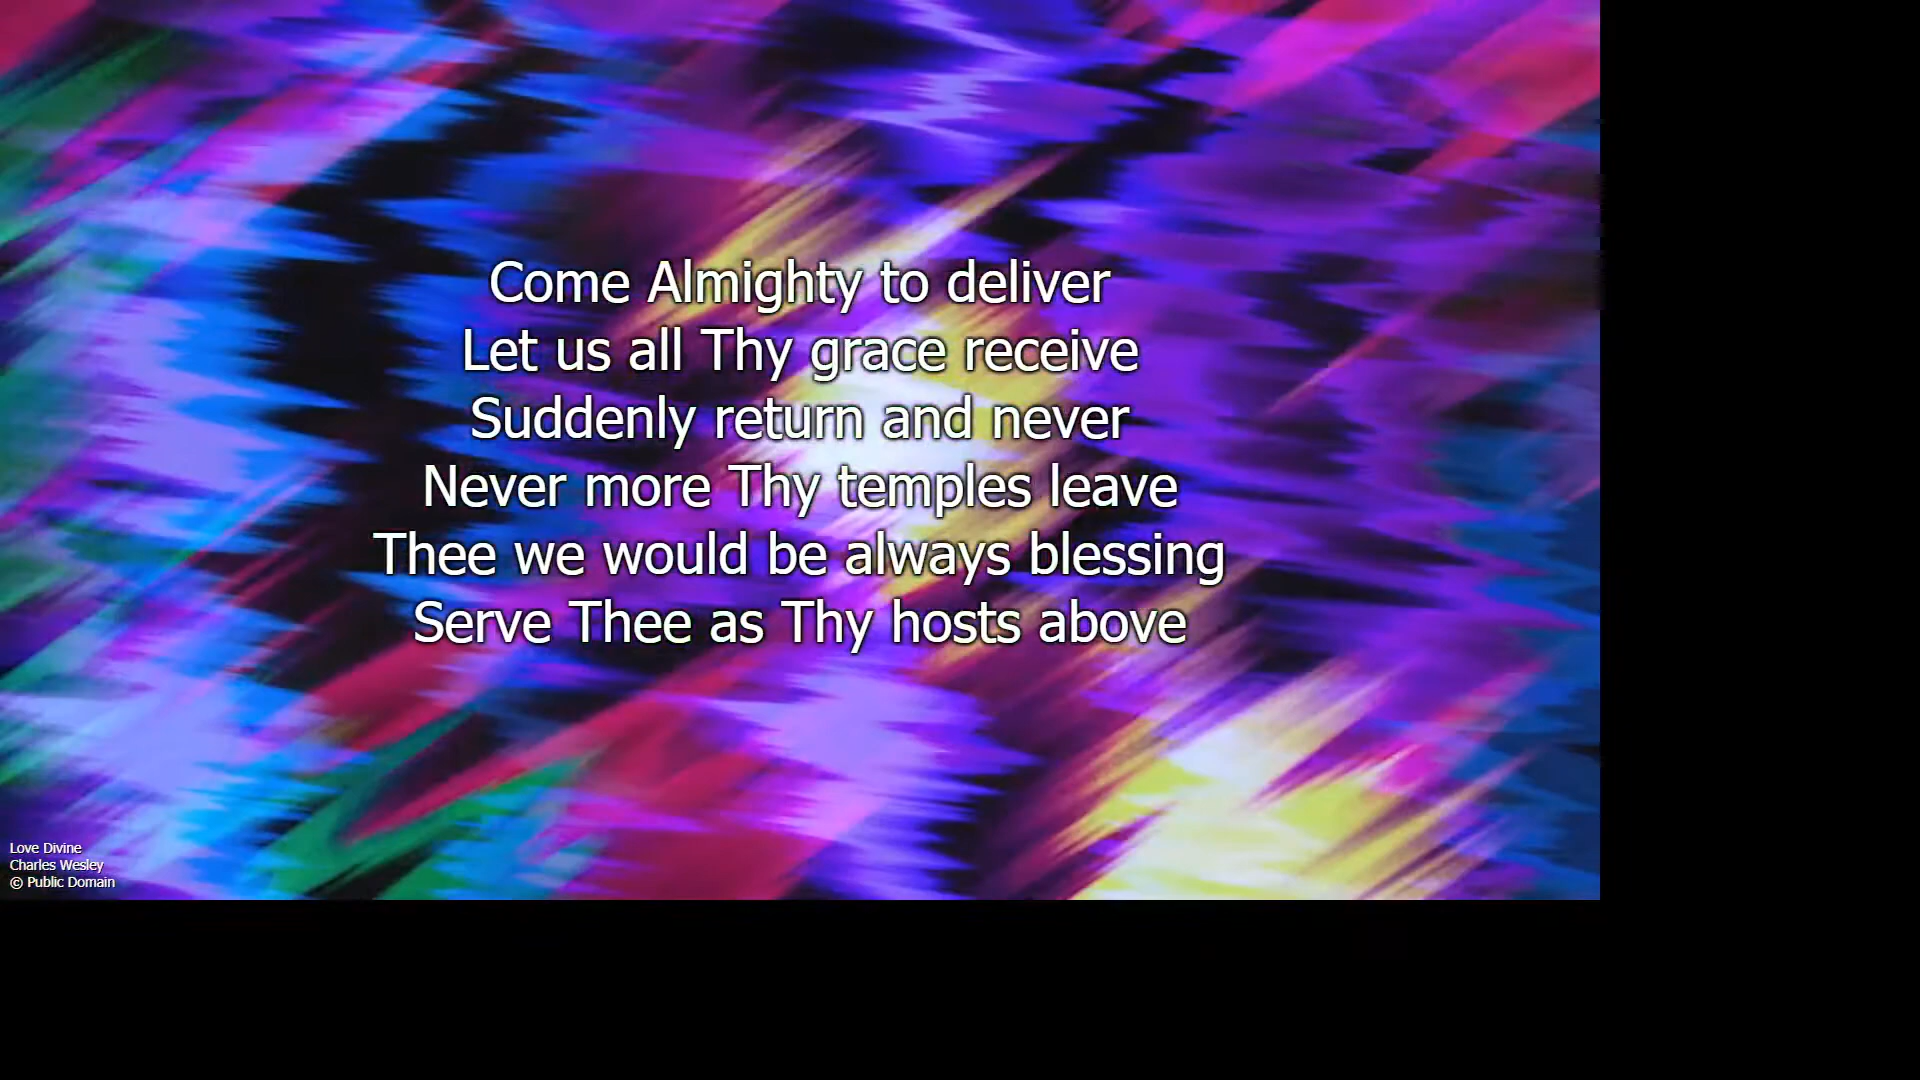 Come Almighty to deliver
Let us all Thy grace receive
Suddenly return and never
Never more Thy temples leave
Thee we would be always blessing
Serve Thee as Thy hosts above
Love Divine
Charles Wesley
© Public Domain